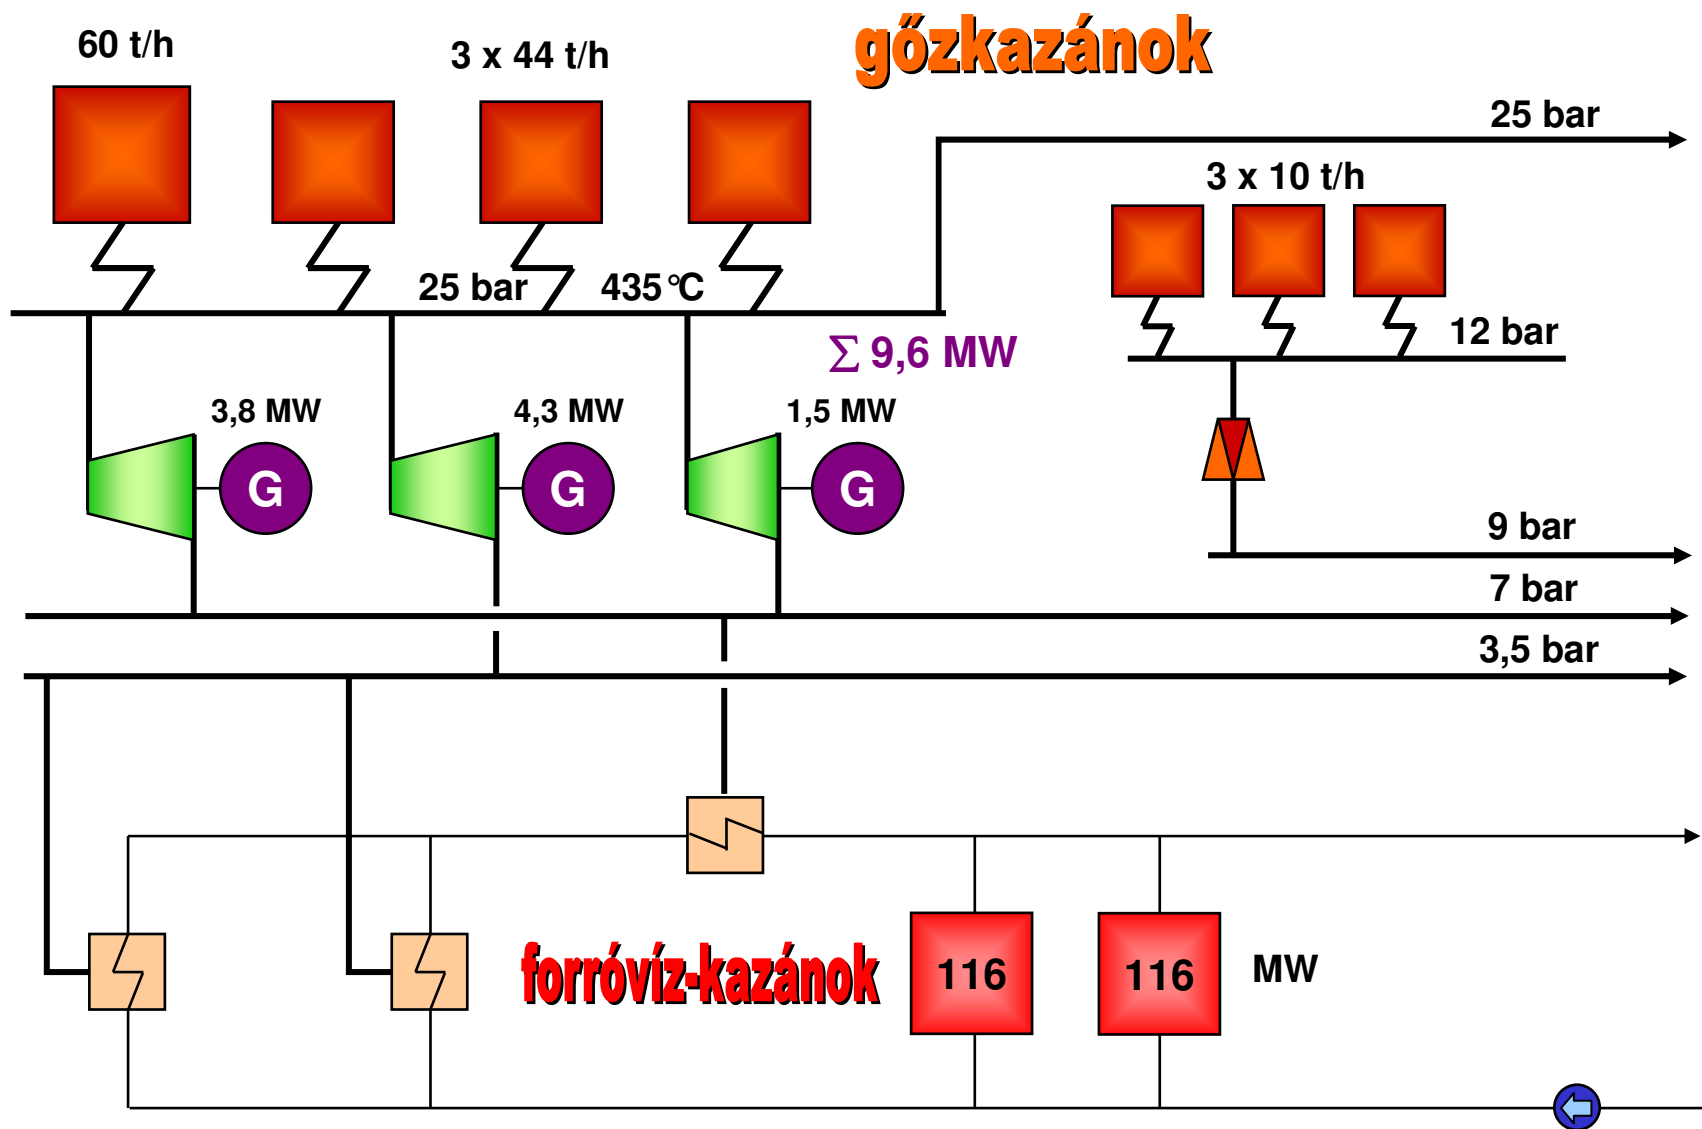 gőzkazánok
60 t/h
3 x 44 t/h
25 bar
3 x 10 t/h
25 bar 435°C
12 bar
Σ 9,6 MW
3,8 MW
4,3 MW
1,5 MW
G
G
G
9 bar
7 bar
3,5 bar
forróvíz-kazánok
116
116
MW